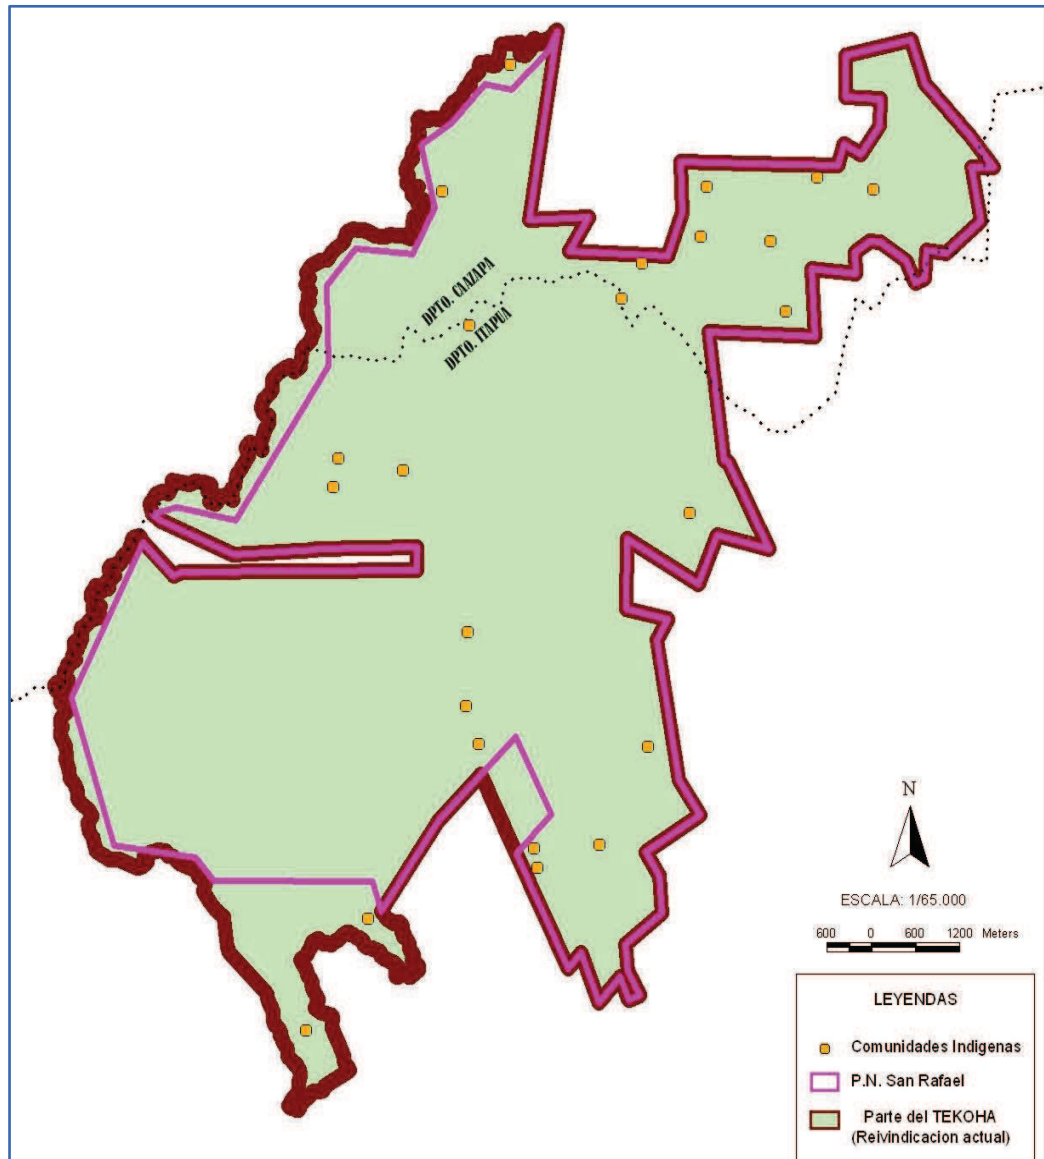 DPTO. CAAZAPA
DPTO. ITAPUA
N
ESCALA: 1/65.000
600 0 600 1200 Meters
LEYENDAS
Comunidades Indigenas
P.N. San Rafael
Parte del TEKOHA
(Reivindicacion actual)